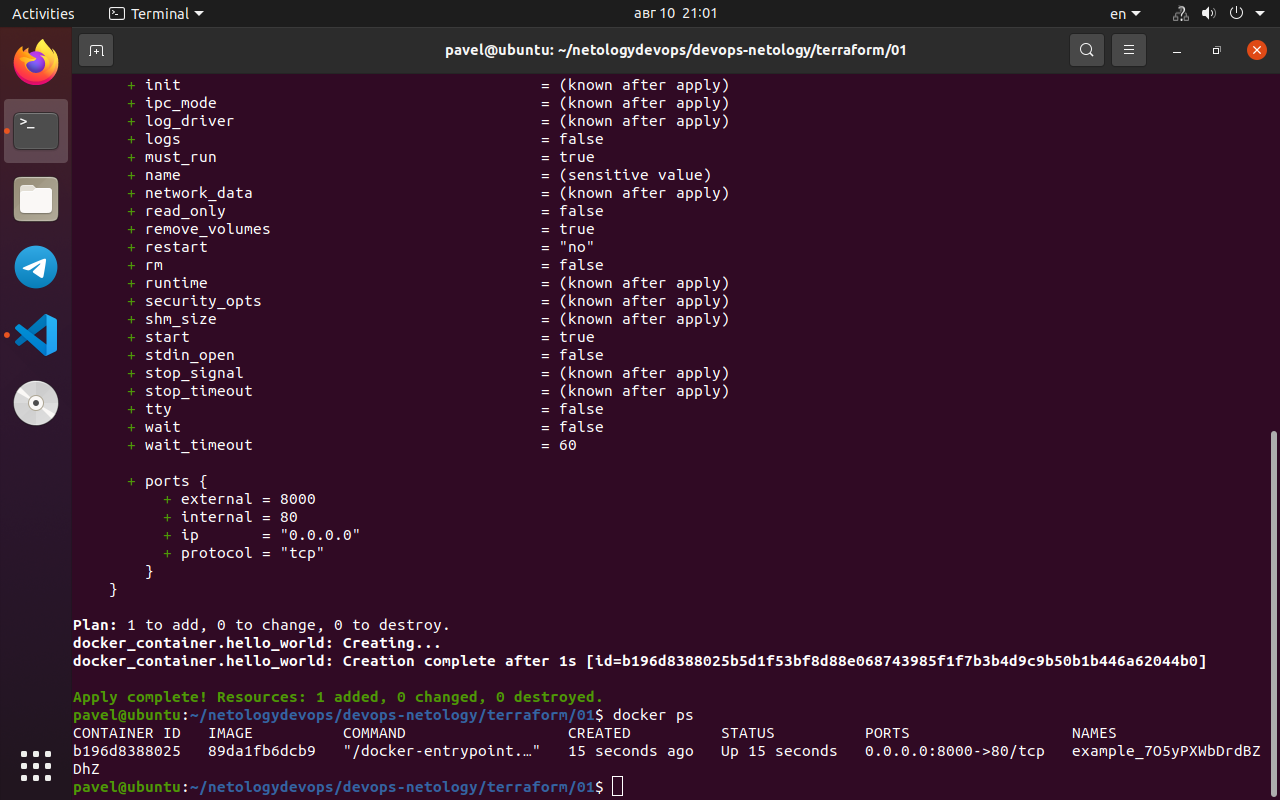 Activities Terminal авг 10 21:01 en
pavel@ubuntu: ~/netologydevops/devops-netology/terraform/01
>_
+ init = (known after apply)
+ ipc_mode = (known after apply)
+ log_driver = (known after apply)
+ logs = false
+ must_run = true
+ name = (sensitive value)
+ network_data = (known after apply)
+ read_only = false
+ remove_volumes = true
+ restart = "no"
+ rm = false
+ runtime = (known after apply)
+ security_opts = (known after apply)
+ shm_size = (known after apply)
+ start = true
+ stdin_open = false
+ stop_signal = (known after apply)
+ stop_timeout = (known after apply)
+ tty = false
+ wait = false
+ wait_timeout = 60
+ ports {
+ external = 8000
+ internal = 80
+ ip = "0.0.0.0"
+ protocol = "tcp"
}
}
Plan: 1 to add, 0 to change, 0 to destroy.
docker_container.hello_world: Creating...
docker_container.hello_world: Creation complete after 1s [id=b196d8388025b5d1f53bf8d88e068743985f1f7b3b4d9c9b50b1b446a62044b0]
Apply complete! Resources: 1 added, 0 changed, 0 destroyed.
pavel@ubuntu:~/netologydevops/devops-netology/terraform/01$ docker ps
CONTAINER ID IMAGE COMMAND CREATED STATUS PORTS NAMES
b196d8388025 89da1fb6dcb9 "/docker-entrypoint.…" 15 seconds ago Up 15 seconds 0.0.0.0:8000->80/tcp example_7O5yPXWbDrdBZ
DhZ
pavel@ubuntu:~/netologydevops/devops-netology/terraform/01$